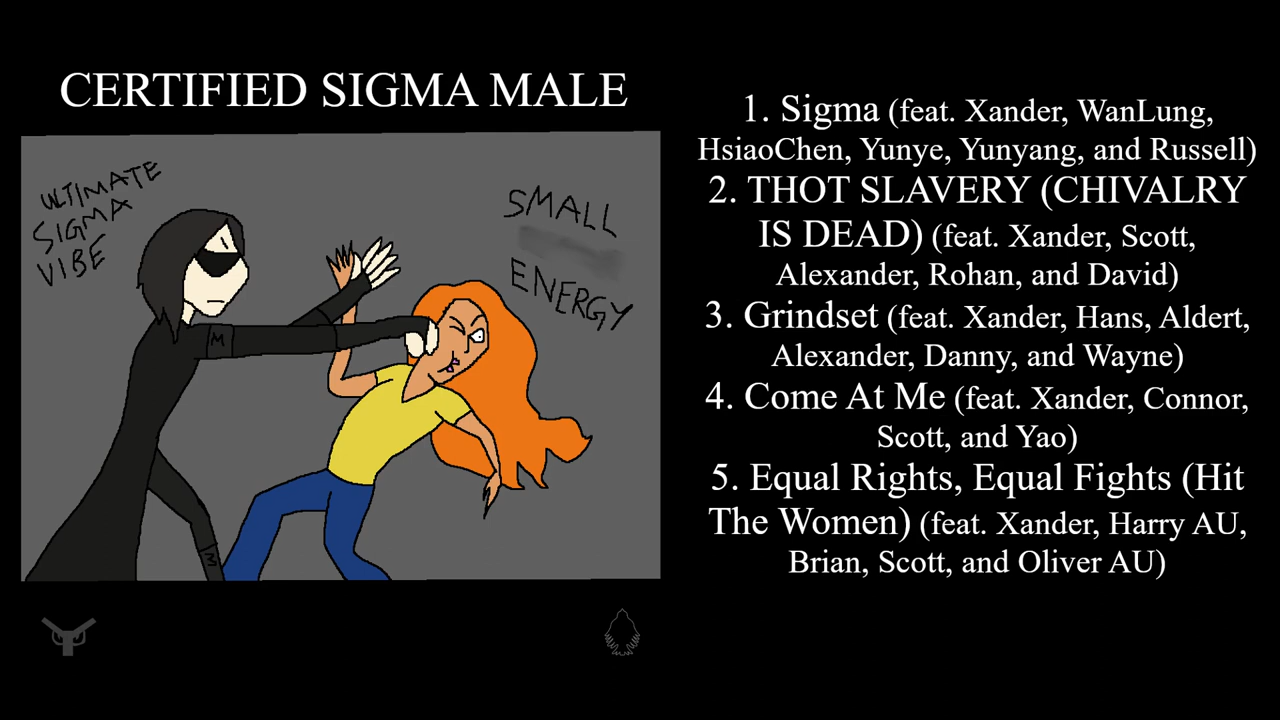 CERTIFIED SIGMA MALE
ULTIMATE
SIGMA
VIBE
SMALL
ENERGY
M
3
1. Sigma (feat. Xander, WanLung,
HsiaoChen, Yunye, Yunyang, and Russell)
2. THOT SLAVERY (CHIVALRY
IS DEAD) (feat. Xander, Scott,
Alexander, Rohan, and David)
3. Grindset (feat. Xander, Hans, Aldert,
Alexander, Danny, and Wayne)
4. Come At Me (feat. Xander, Connor,
Scott, and Yao)
5. Equal Rights, Equal Fights (Hit
The Women) (feat. Xander, Harry AU,
Brian, Scott, and Oliver AU)